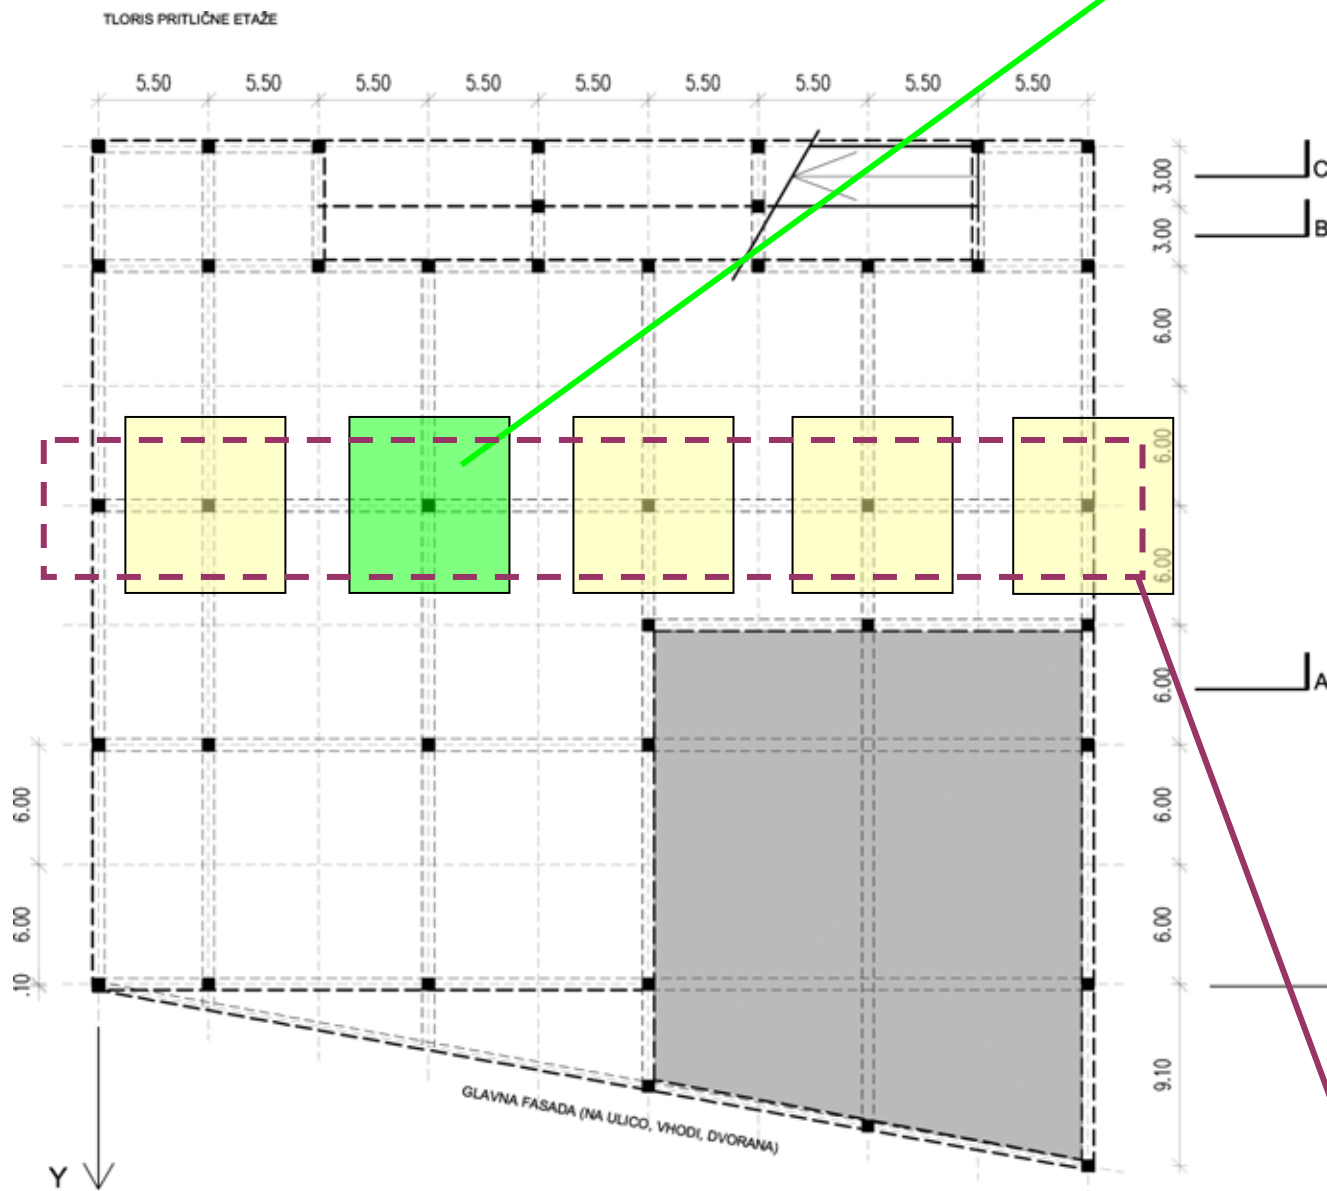 TLORIS PRITLIČNE ETAŽE
5.50 5.50 5.50 5.50 5.50 5.50 5.50 5.50 5.50
3.00
C
3.00
B
6.00
6.00
6.00
6.00
A
6.00
6.00
6.00
6.00
.10
9.10
GLAVNA FASADA (NA ULICO, VHODI, DVORANA)
Y